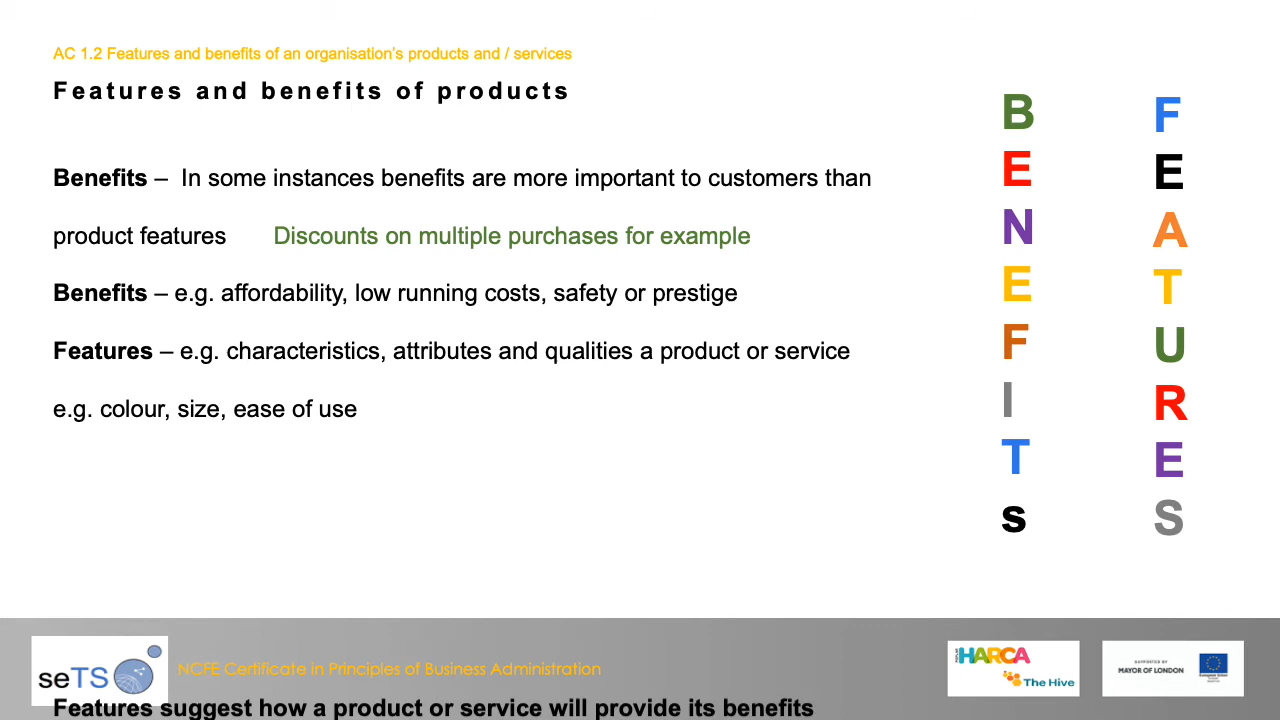 AC 1.2 Features and benefits of an organisation's products and / services
Features and benefits of products
Benefits – In some instances benefits are more important to customers than
product features Discounts on multiple purchases for example
Benefits – e.g. affordability, low running costs, safety or prestige
Features – e.g. characteristics, attributes and qualities a product or service
e.g. colour, size, ease of use
B
E
N
E
F
I
T
s
F
E
A
T
U
R
E
S
seTS
NCFE Certificate in Principles of Business Administration
HARCA
The Hive
SUPPORTED BY
MAYOR OF LONDON
European Union
Features suggest how a product or service will provide its benefits